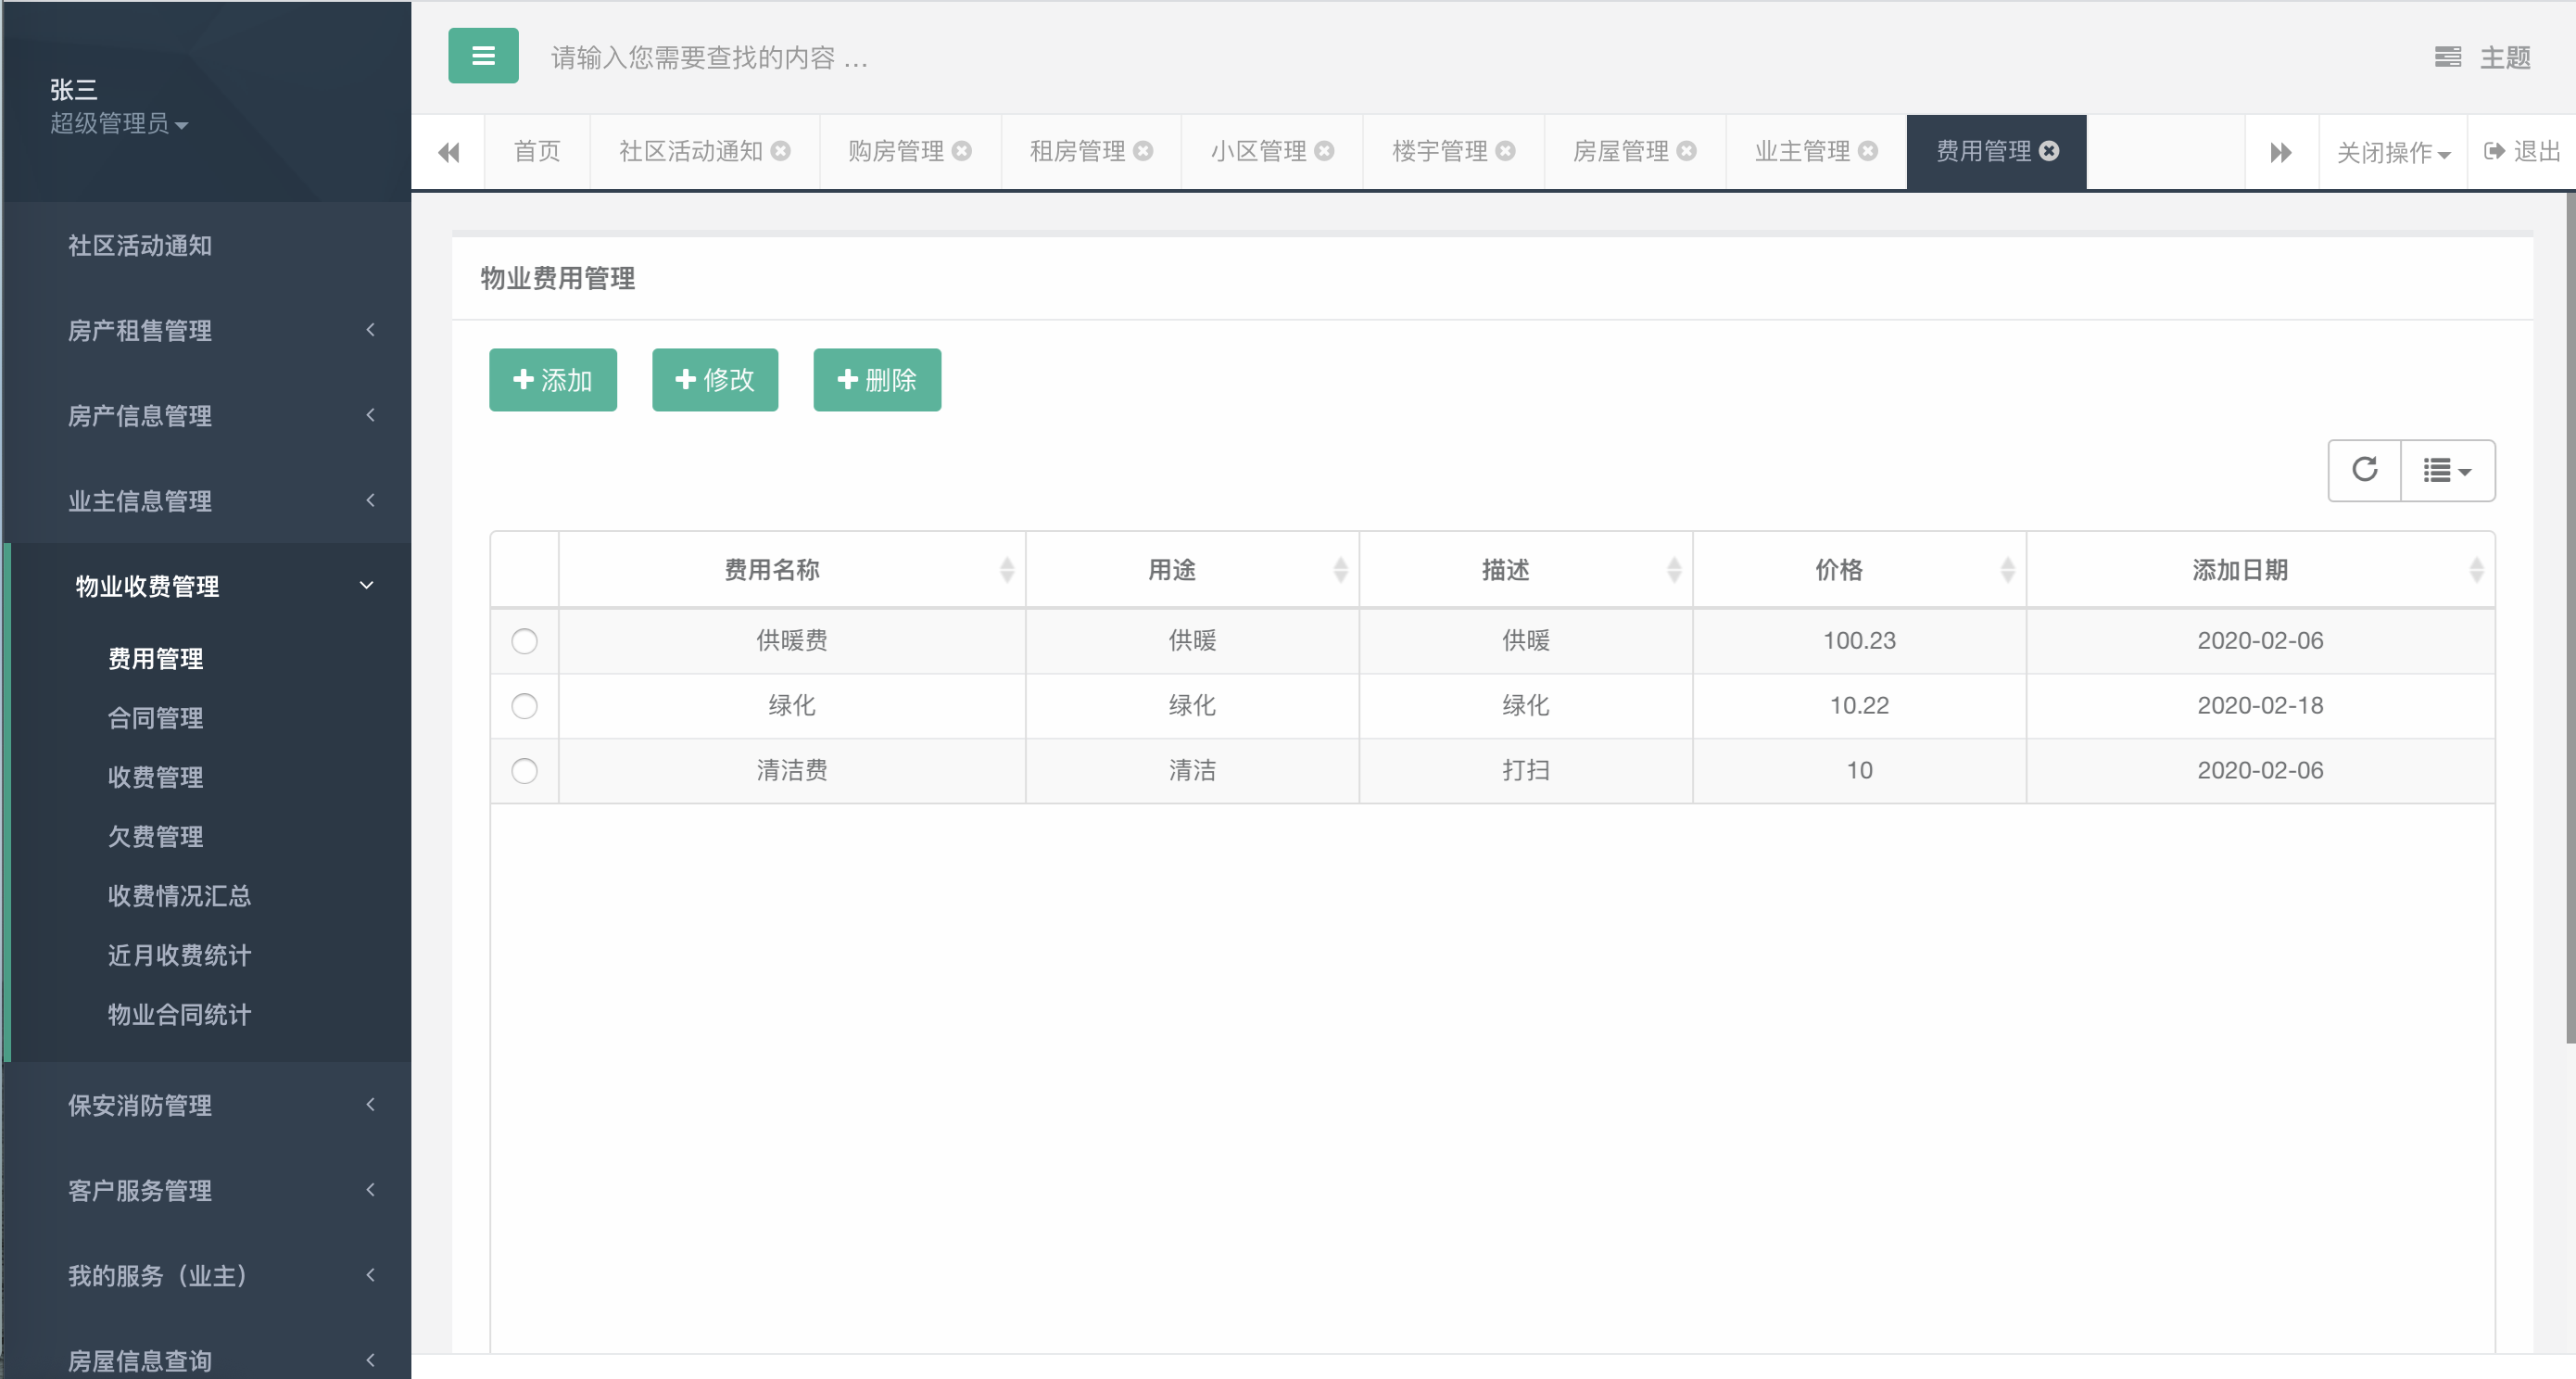 张三
超级管理员
社区活动通知
房产租售管理
房产信息管理
业主信息管理
物业收费管理
费用管理
合同管理
收费管理
欠费管理
收费情况汇总
近月收费统计
物业合同统计
保安消防管理
客户服务管理
我的服务（业主）
房屋信息查询
请输入您需要查找的内容 … 主题
首页 社区活动通知 购房管理 租房管理 小区管理 楼宇管理 房屋管理 业主管理 费用管理 关闭操作 退出
物业费用管理
添加 修改 删除
费用名称 用途 描述 价格 添加日期
供暖费 供暖 供暖 100.23 2020-02-06
绿化 绿化 绿化 10.22 2020-02-18
清洁费 清洁 打扫 10 2020-02-06